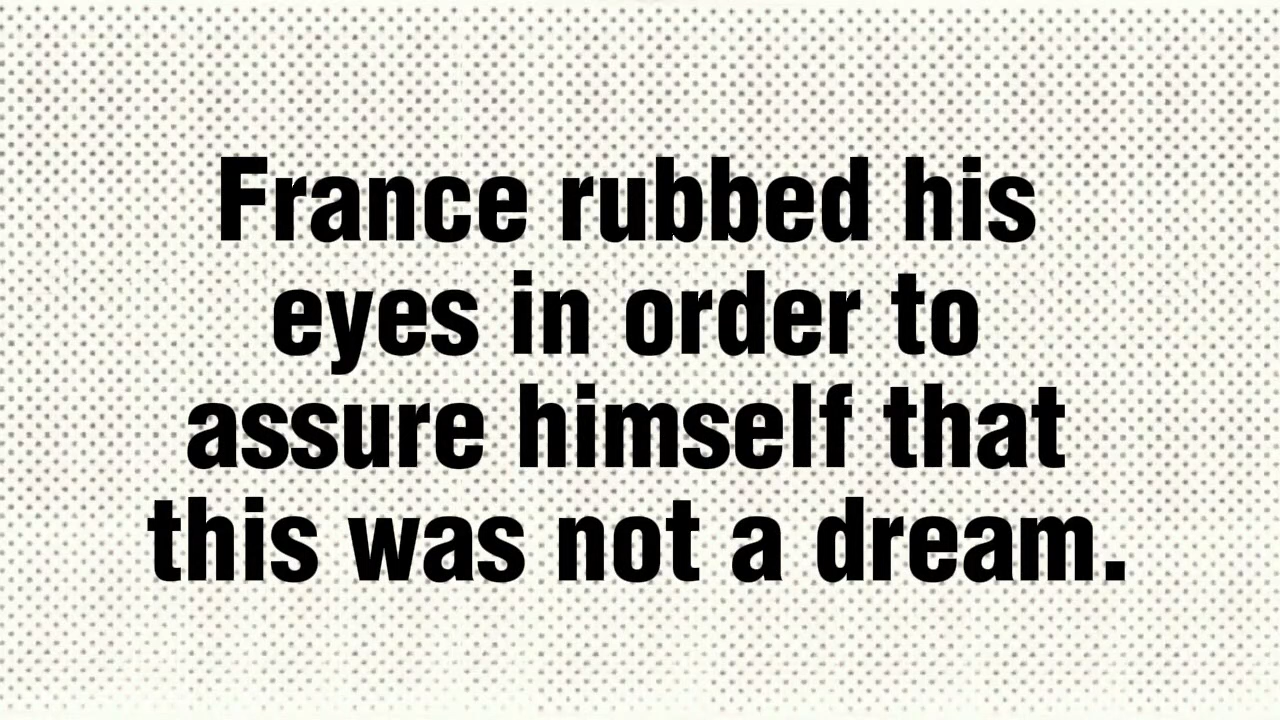 France rubbed his
eyes in order to
assure himself that
this was not a dream.